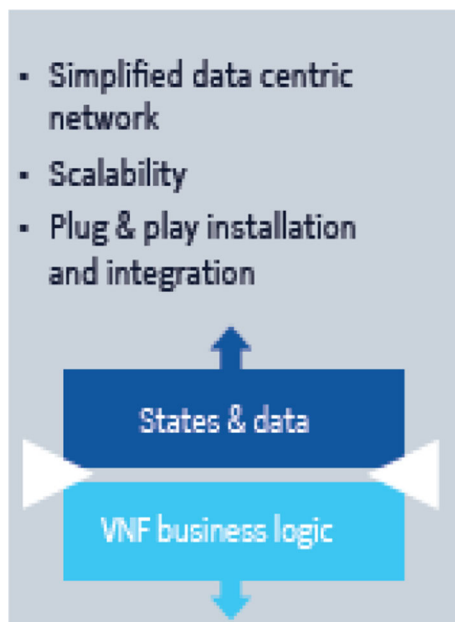 ▪ Simplified data centric
network
▪ Scalability
▪ Plug & play installation
and integration
States & data
VNF business logic